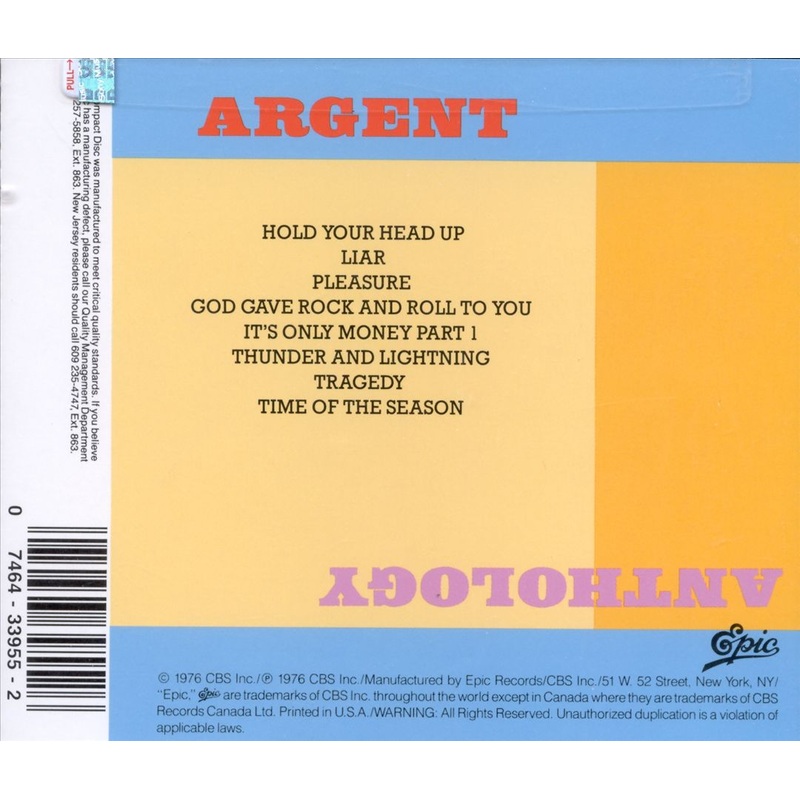 ARGENT
HOLD YOUR HEAD UP
LIAR
PLEASURE
GOD GAVE ROCK AND ROLL TO YOU
IT'S ONLY MONEY PART 1
THUNDER AND LIGHTNING
TRAGEDY
TIME OF THE SEASON
ANTHOLOGY
Epic
© 1976 CBS Inc./℗ 1976 CBS Inc./Manufactured by Epic Records/CBS Inc./51 W. 52 Street, New York, NY/
"Epic," Epic are trademarks of CBS Inc. throughout the world except in Canada where they are trademarks of CBS
Records Canada Ltd. Printed in U.S.A./WARNING: All Rights Reserved. Unauthorized duplication is a violation of
applicable laws.
PULL
Disc was manufactured to meet critical quality standards. If you believe
has a manufacturing defect, please call our Quality Management Department
257-5858, Ext. 863. New Jersey residents should call 609 235-4747, Ext. 863.
0 7464-33955-2